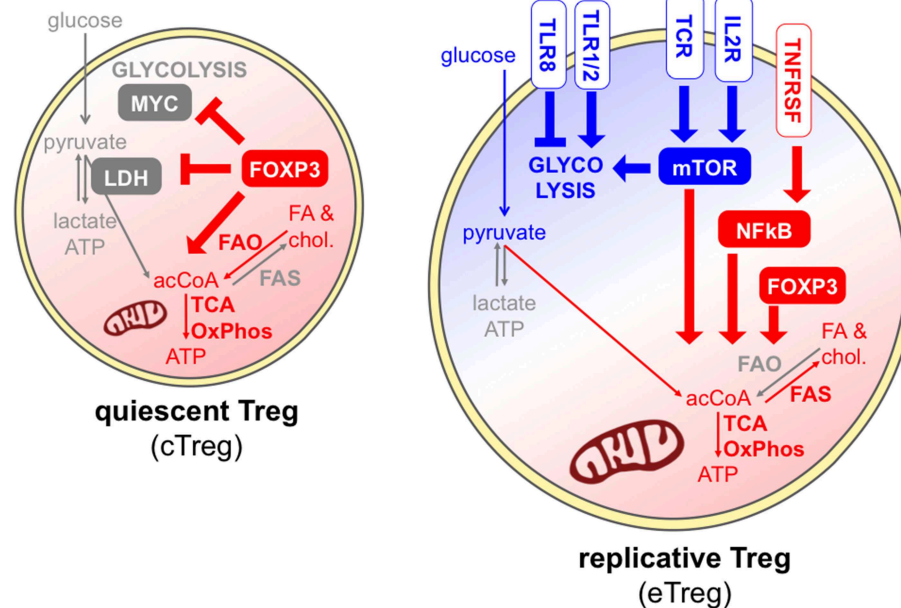 glucose
GLYCOLYSIS
MYC
pyruvate
LDH
FOXP3
lactate
ATP
FA &
chol.
FAO
FAS
acCoA
TCA
OxPhos
ATP
quiescent Treg
(cTreg)
TLR8
TLR1/2
TCR
IL2R
TNFRSF
glucose
GLYCO
LYSIS
mTOR
pyruvate
NFkB
lactate
ATP
FOXP3
FA &
chol.
FAO
FAS
acCoA
TCA
OxPhos
ATP
replicative Treg
(eTreg)